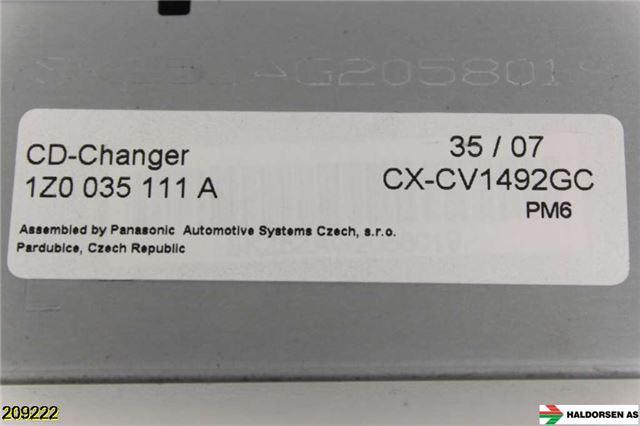 CD-Changer
1Z0 035 111 A
35 / 07
CX-CV1492GC
PM6
Assembled by Panasonic Automotive Systems Czech, s.r.o.
Pardubice, Czech Republic
209222
HALDORSEN AS